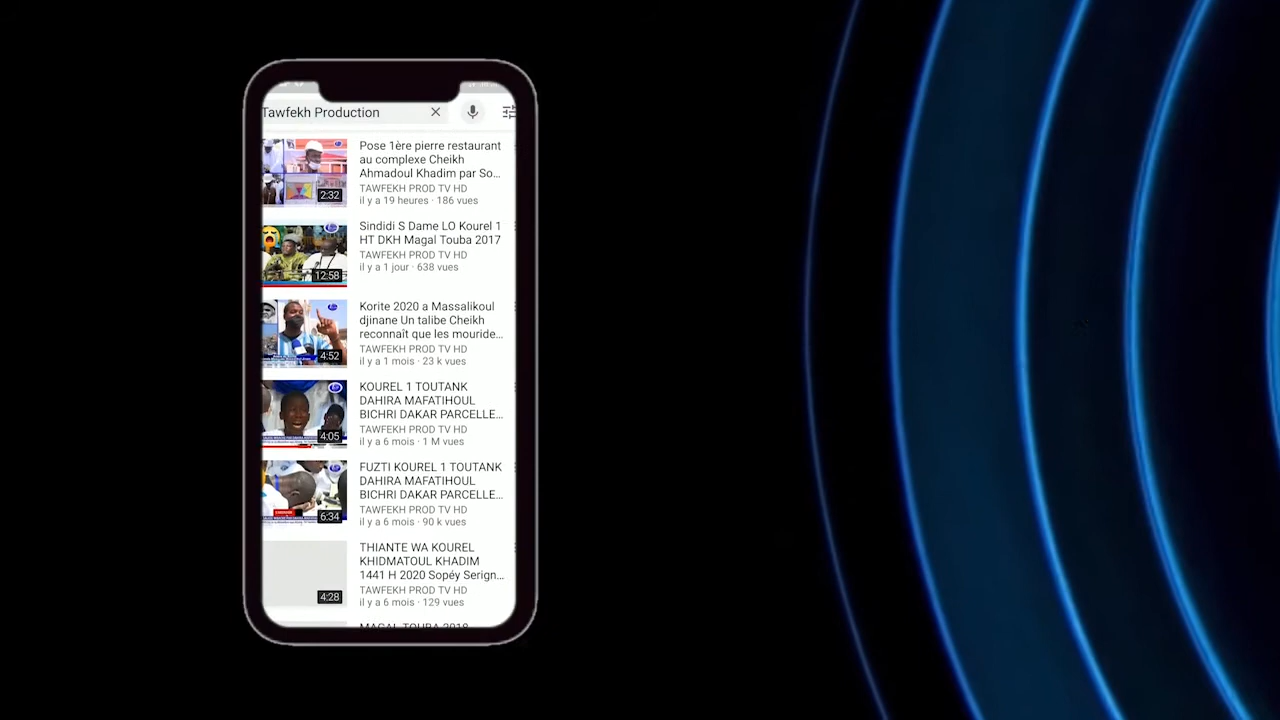 Tawfekh Production
Pose 1ère pierre restaurant
au complexe Cheikh
Ahmadoul Khadim par So...
TAWFEKH PROD TV HD
il y a 19 heures · 186 vues
2:32
Sindidi S Dame LO Kourel 1
HT DKH Magal Touba 2017
TAWFEKH PROD TV HD
il y a 1 jour · 638 vues
12:58
Korite 2020 a Massalikoul
djinane Un talibe Cheikh
reconnaît que les mouride...
TAWFEKH PROD TV HD
il y a 1 mois · 23 k vues
4:52
KOUREL 1 TOUTANK
DAHIRA MAFATIHOUL
BICHRI DAKAR PARCELLE...
TAWFEKH PROD TV HD
il y a 6 mois · 1 M vues
4:05
FUZTI KOUREL 1 TOUTANK
DAHIRA MAFATIHOUL
BICHRI DAKAR PARCELLE...
TAWFEKH PROD TV HD
il y a 6 mois · 90 k vues
6:34
THIANTE WA KOUREL
KHIDMATOUL KHADIM
1441 H 2020 Sopéy Serign...
TAWFEKH PROD TV HD
il y a 6 mois · 129 vues
4:28
MAGAL TOUBA 2018